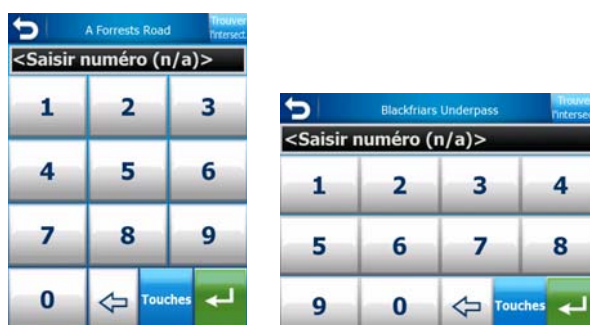 A Forrests Road
Trouver
l'intersect.
<Saisir numéro (n/a)>
1 2 3
4 5 6
7 8 9
0 Touches
Blackfriars Underpass
Trouver
l'intersect
<Saisir numéro (n/a)>
1 2 3 4
5 6 7 8
9 0 Touches